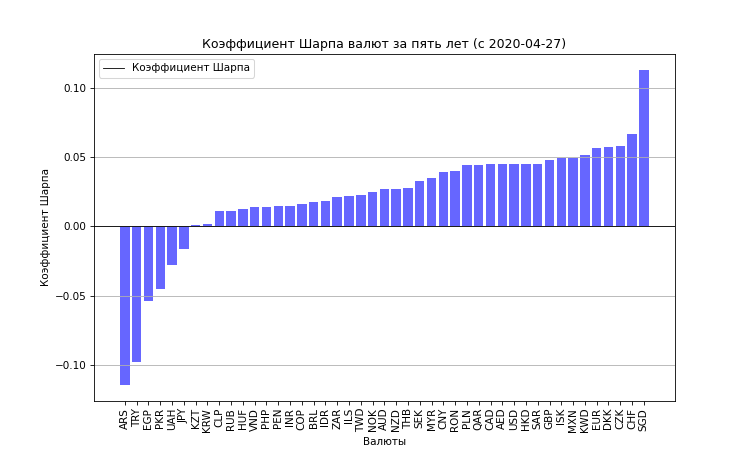 Коэффициент Шарпа валют за пять лет (с 2020-04-27)
Коэффициент Шарпа
Коэффициент Шарпа
0.10
0.05
0.00
−0.05
−0.10
ARS TRY EGP PKR UAH JPY KZT KRW CLP RUB HUF VND PHP PEN INR COP BRL IDR ZAR ILS TWD NOK AUD NZD THB SEK MYR CNY RON PLN QAR CAD AED USD HKD SAR GBP ISK MXN KWD EUR DKK CZK CHF SGD
Валюты